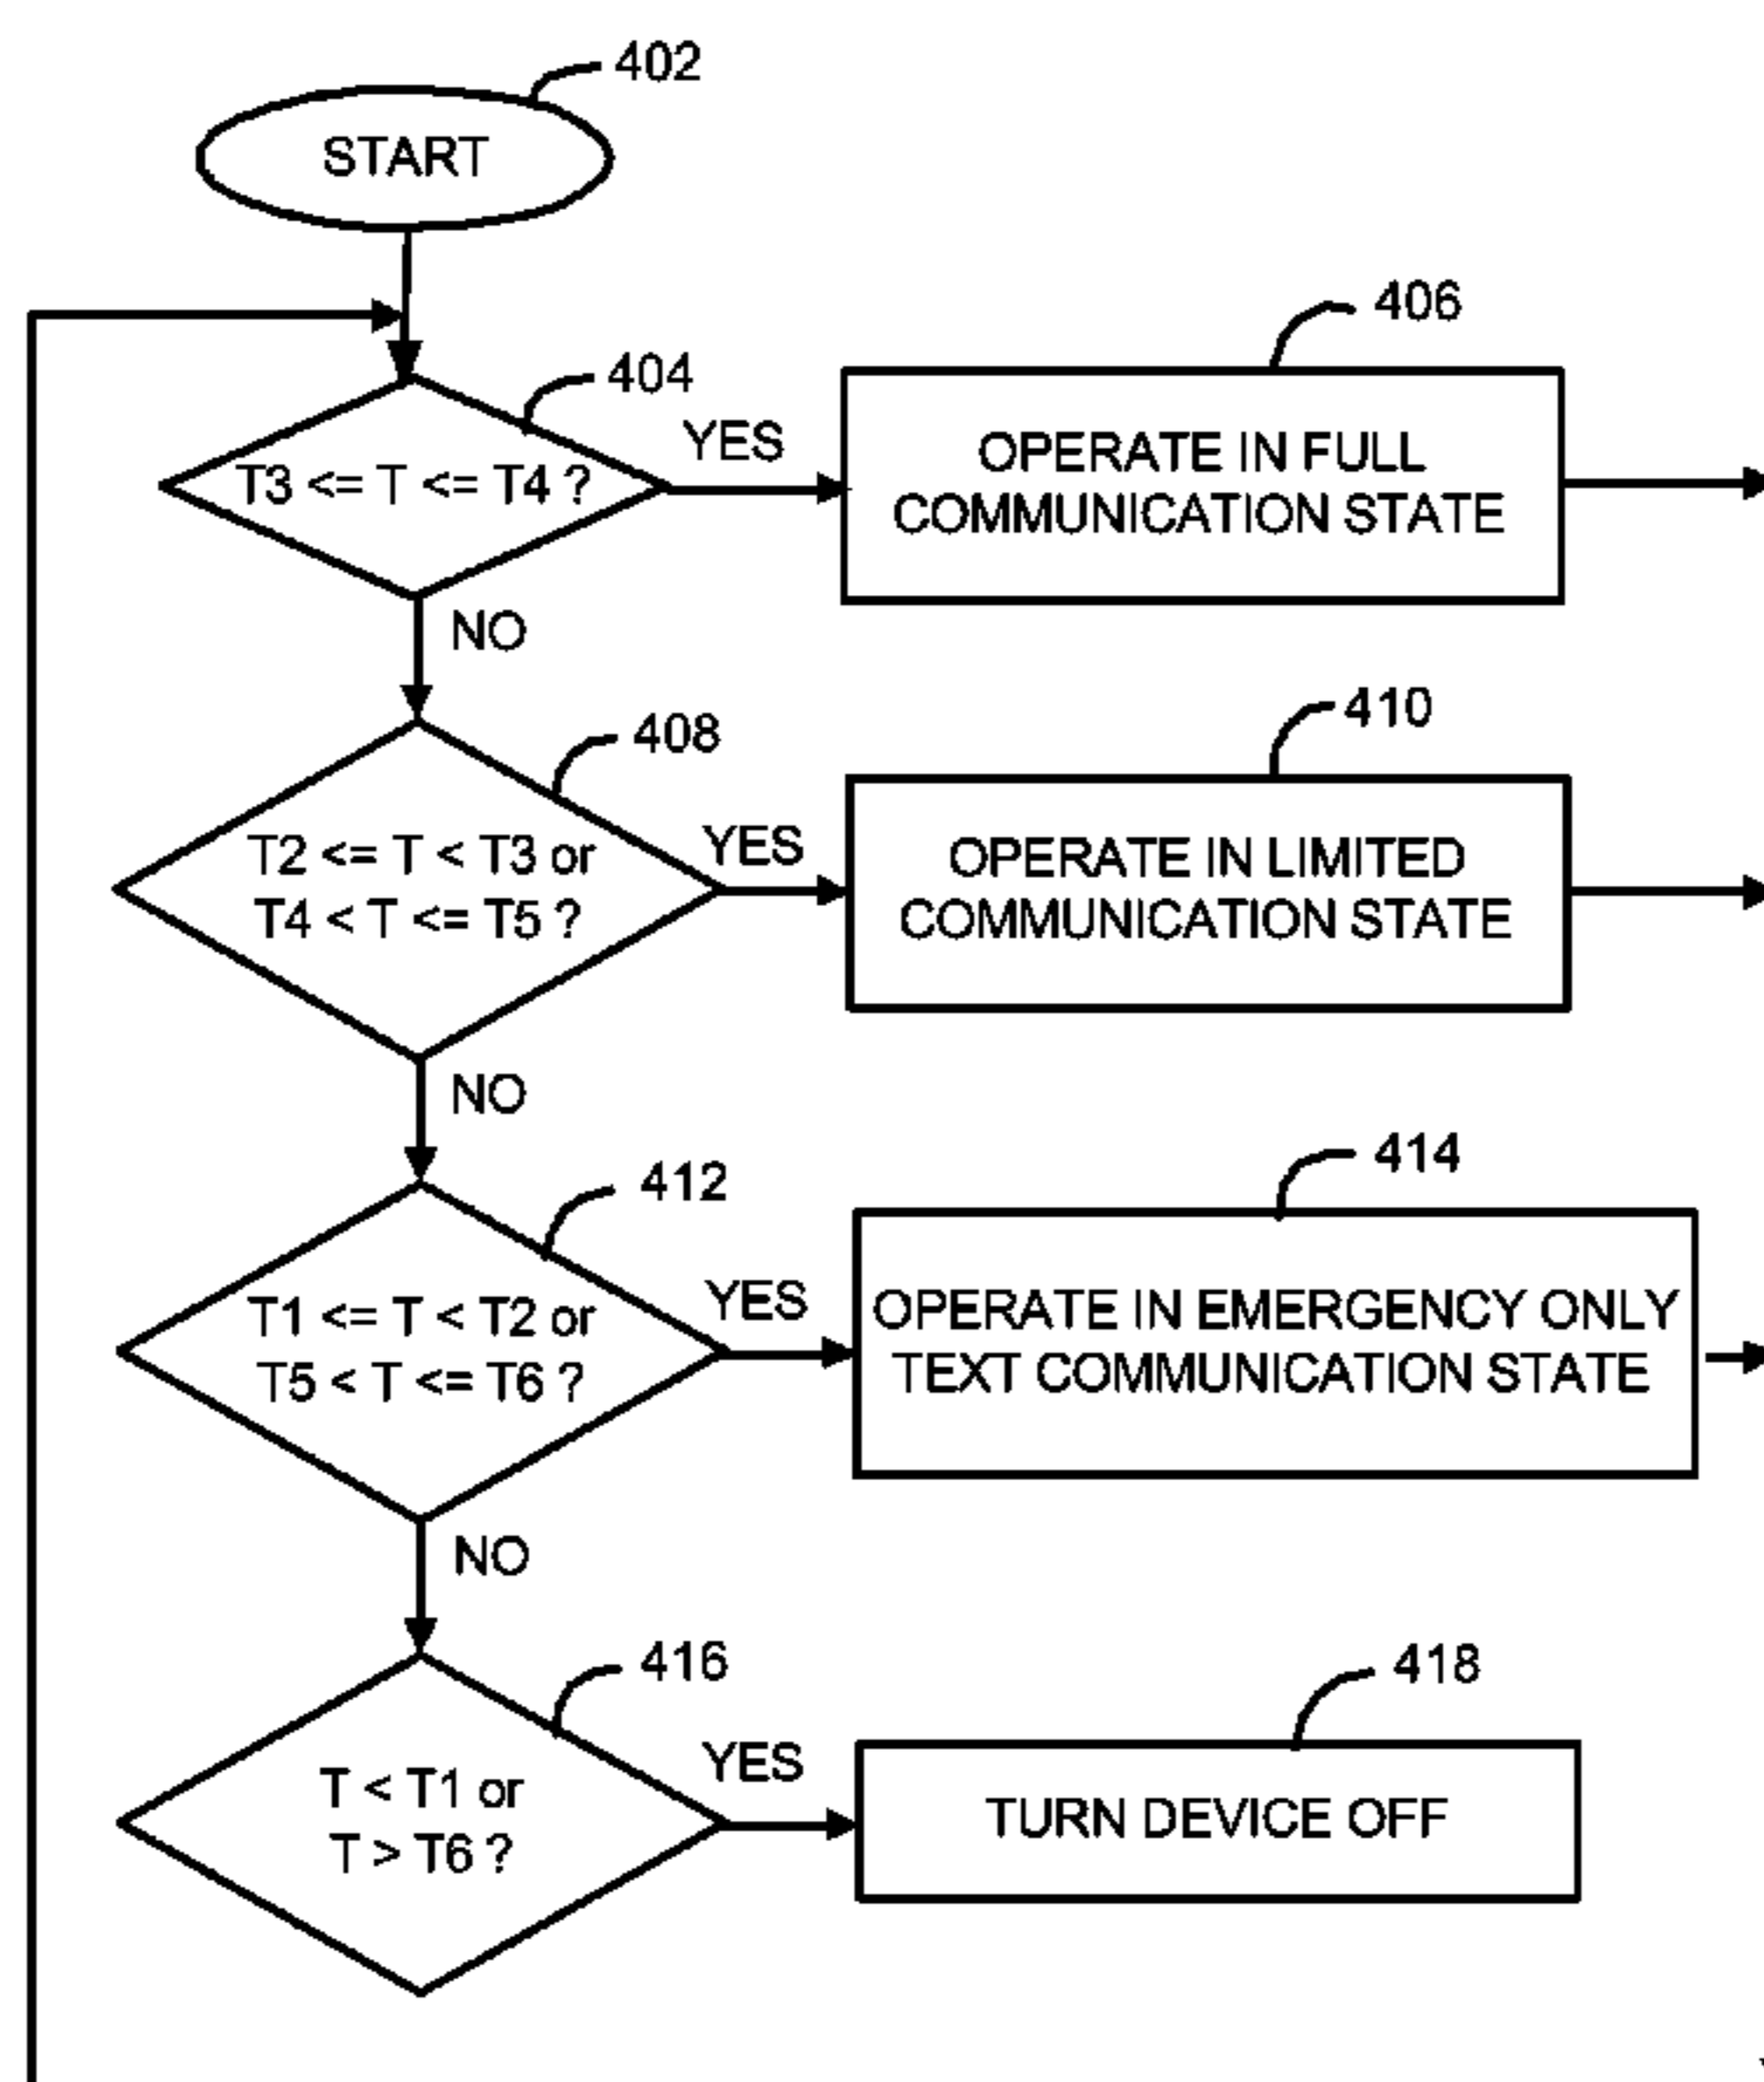 402
START
406
404
YES
T3 <= T <= T4 ?
OPERATE IN FULL
COMMUNICATION STATE
NO
410
408
YES
T2 <= T < T3 or
T4 < T <= T5 ?
OPERATE IN LIMITED
COMMUNICATION STATE
NO
414
412
YES
T1 <= T < T2 or
T5 < T <= T6 ?
OPERATE IN EMERGENCY ONLY
TEXT COMMUNICATION STATE
NO
416
418
YES
T < T1 or
T > T6 ?
TURN DEVICE OFF